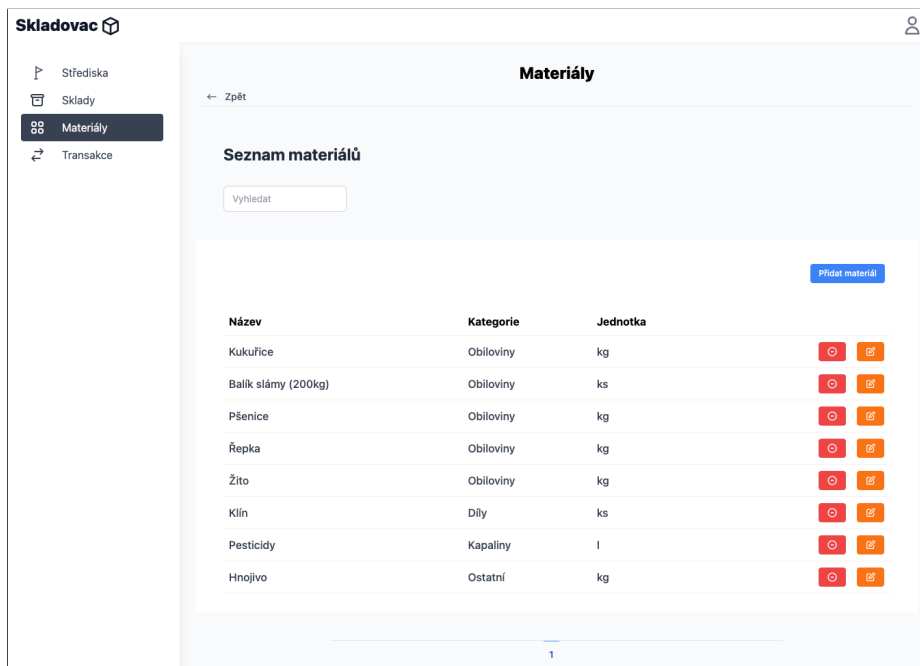 Skladovac
Střediska
Sklady
Materiály
Transakce
Materiály
← Zpět
Seznam materiálů
Vyhledat
Přidat materiál
Název Kategorie Jednotka
Kukuřice Obiloviny kg
Balík slámy (200kg) Obiloviny ks
Pšenice Obiloviny kg
Řepka Obiloviny kg
Žito Obiloviny kg
Klín Díly ks
Pesticidy Kapaliny l
Hnojivo Ostatní kg
1